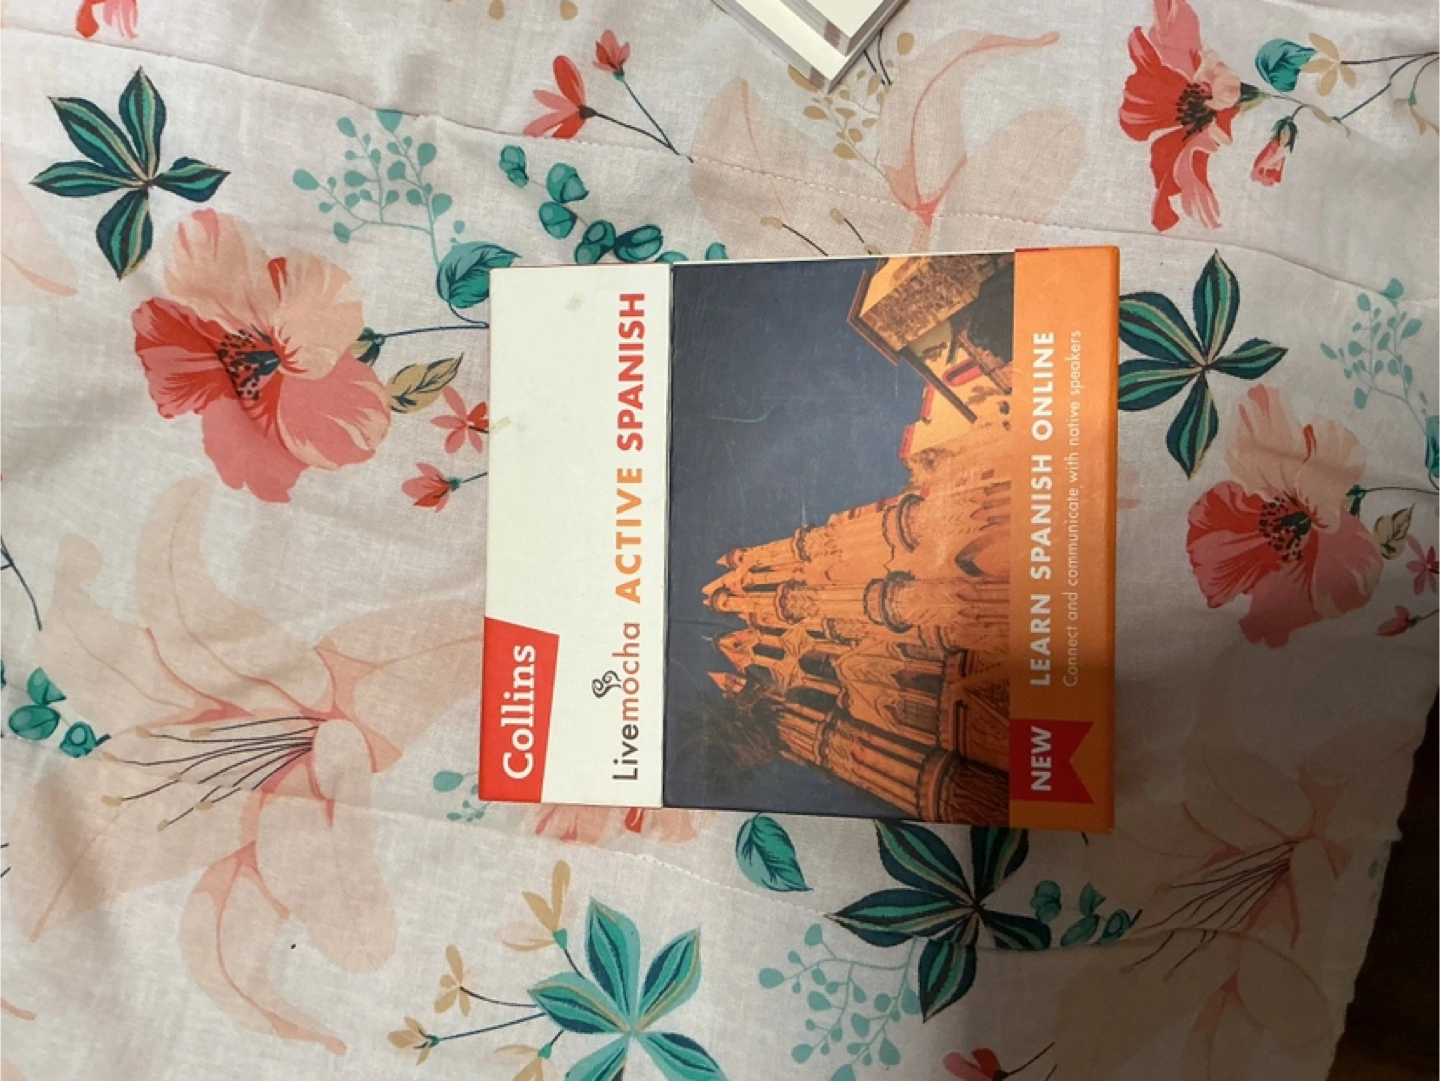 Collins
Livemocha ACTIVE SPANISH
NEW
LEARN SPANISH ONLINE
Connect and communicate with native speakers